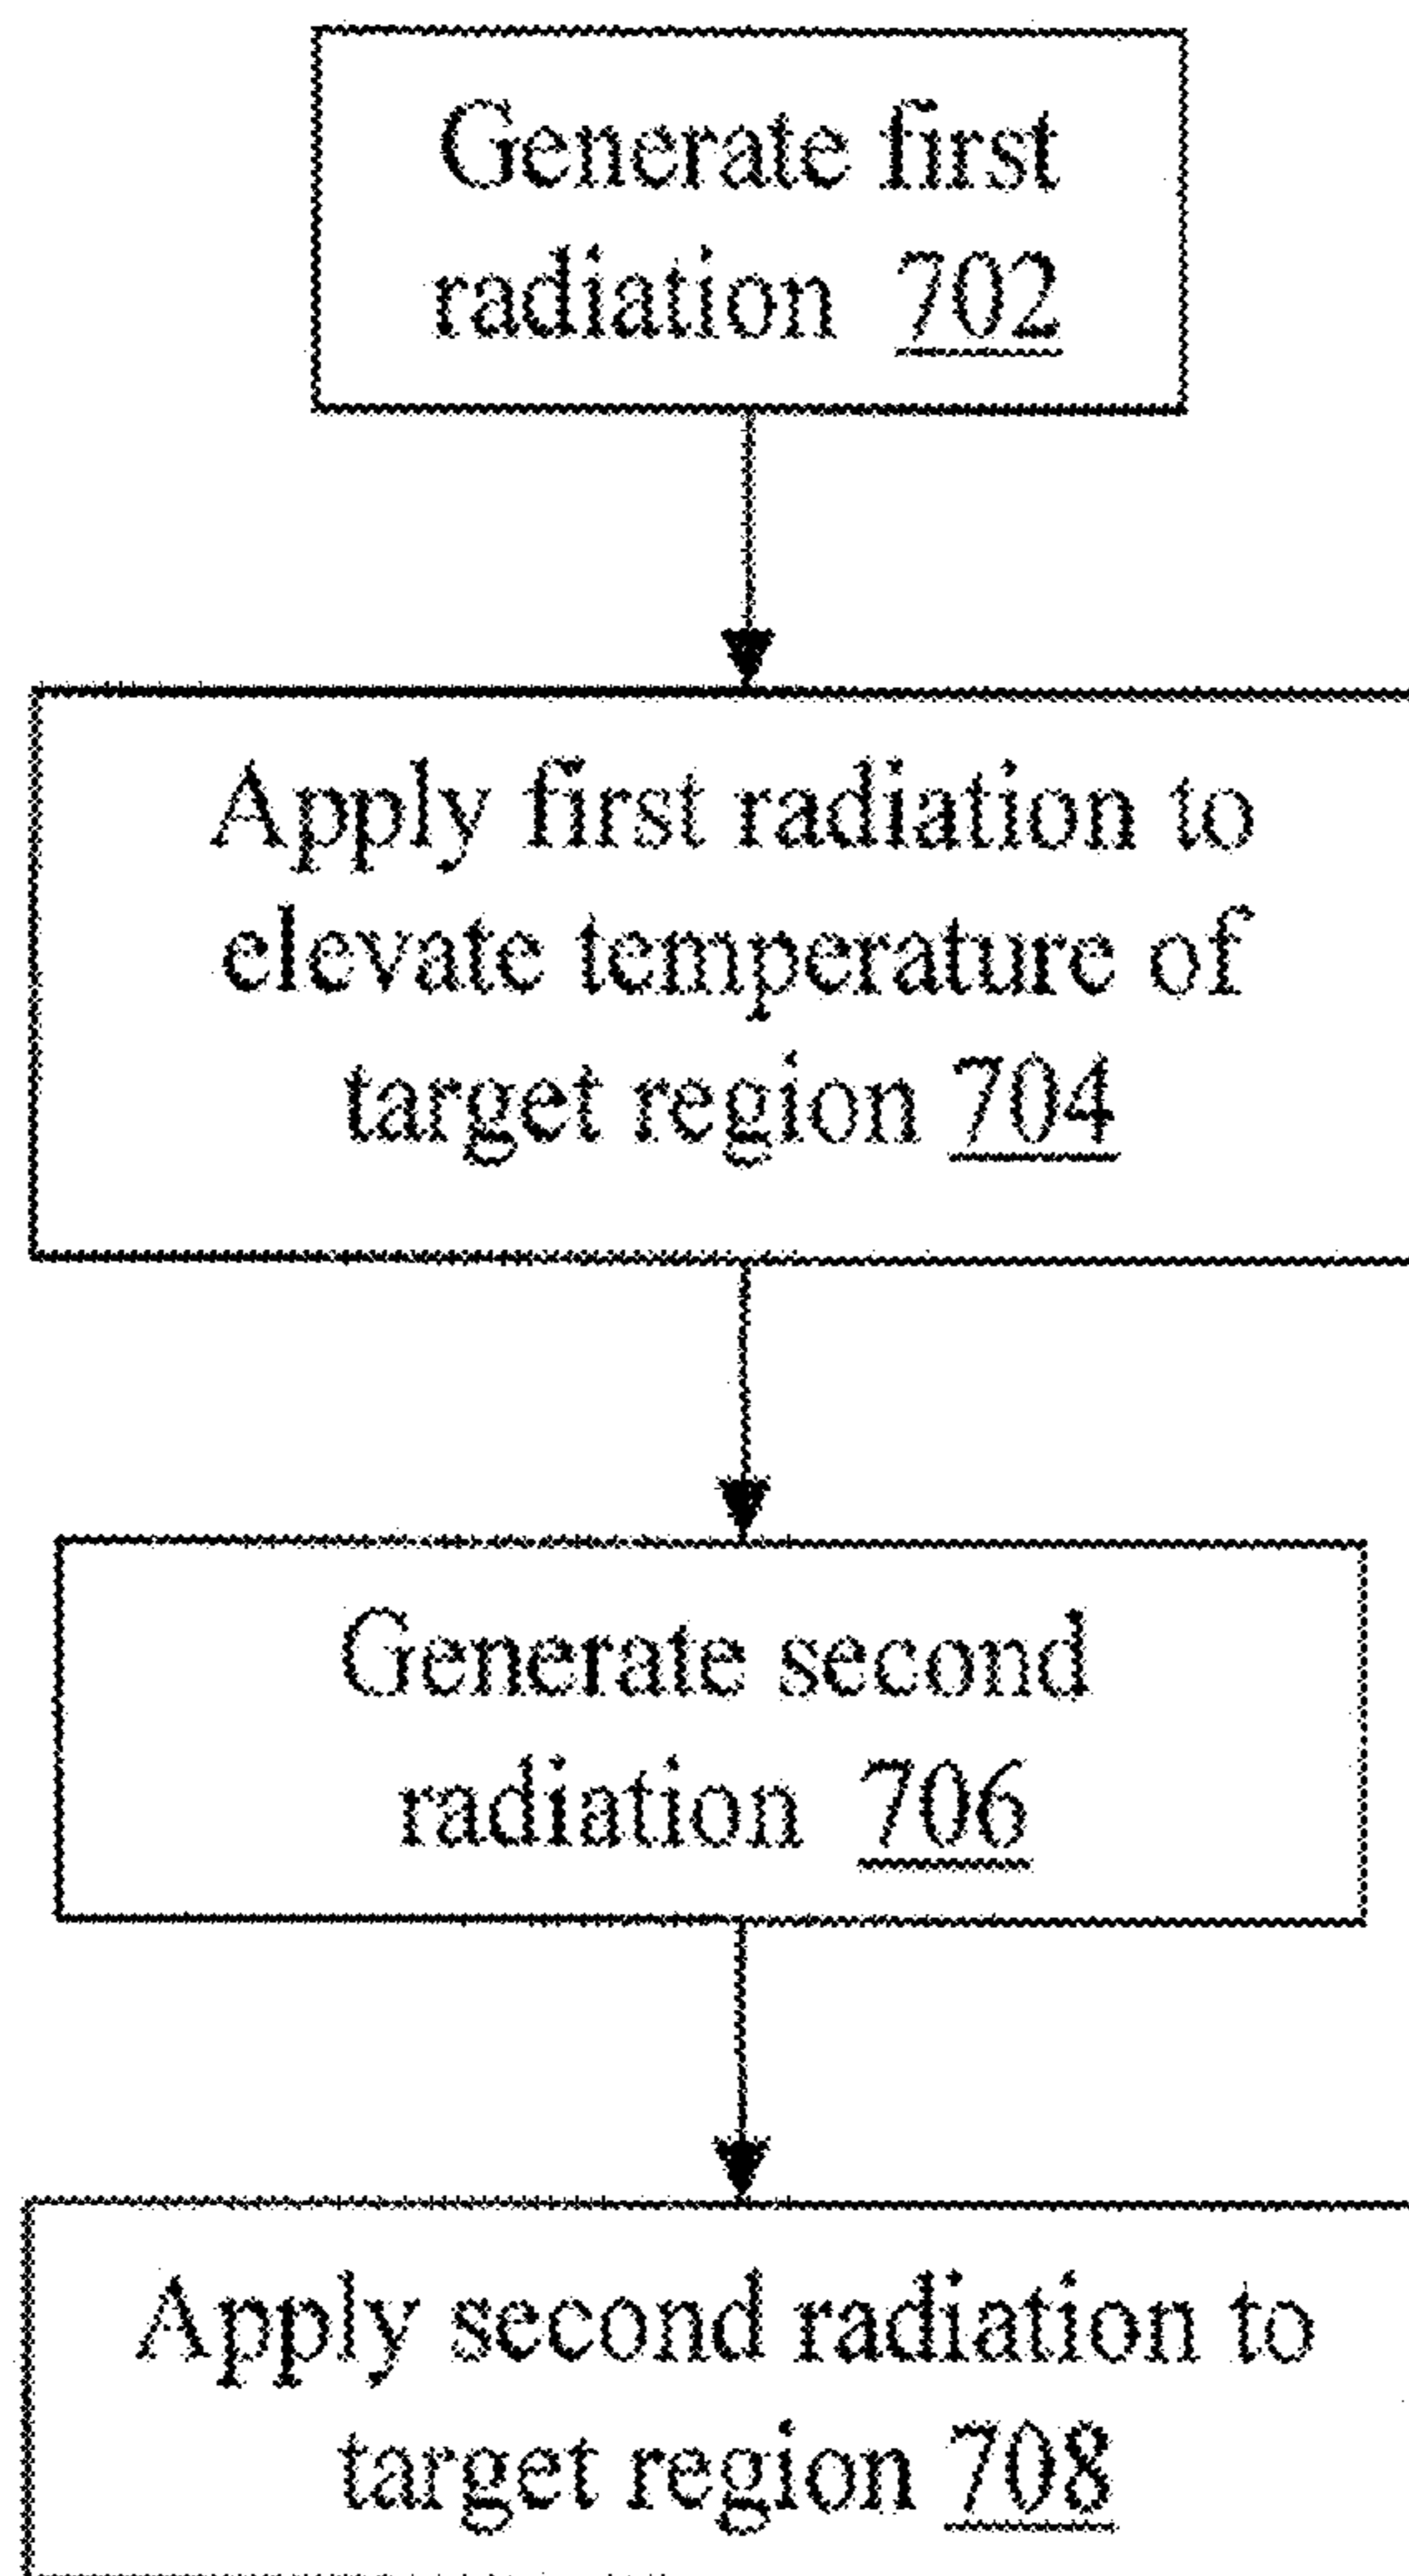 Generate first
radiation 702
Apply first radiation to
elevate temperature of
target region 704
Generate second
radiation 706
Apply second radiation to
target region 708